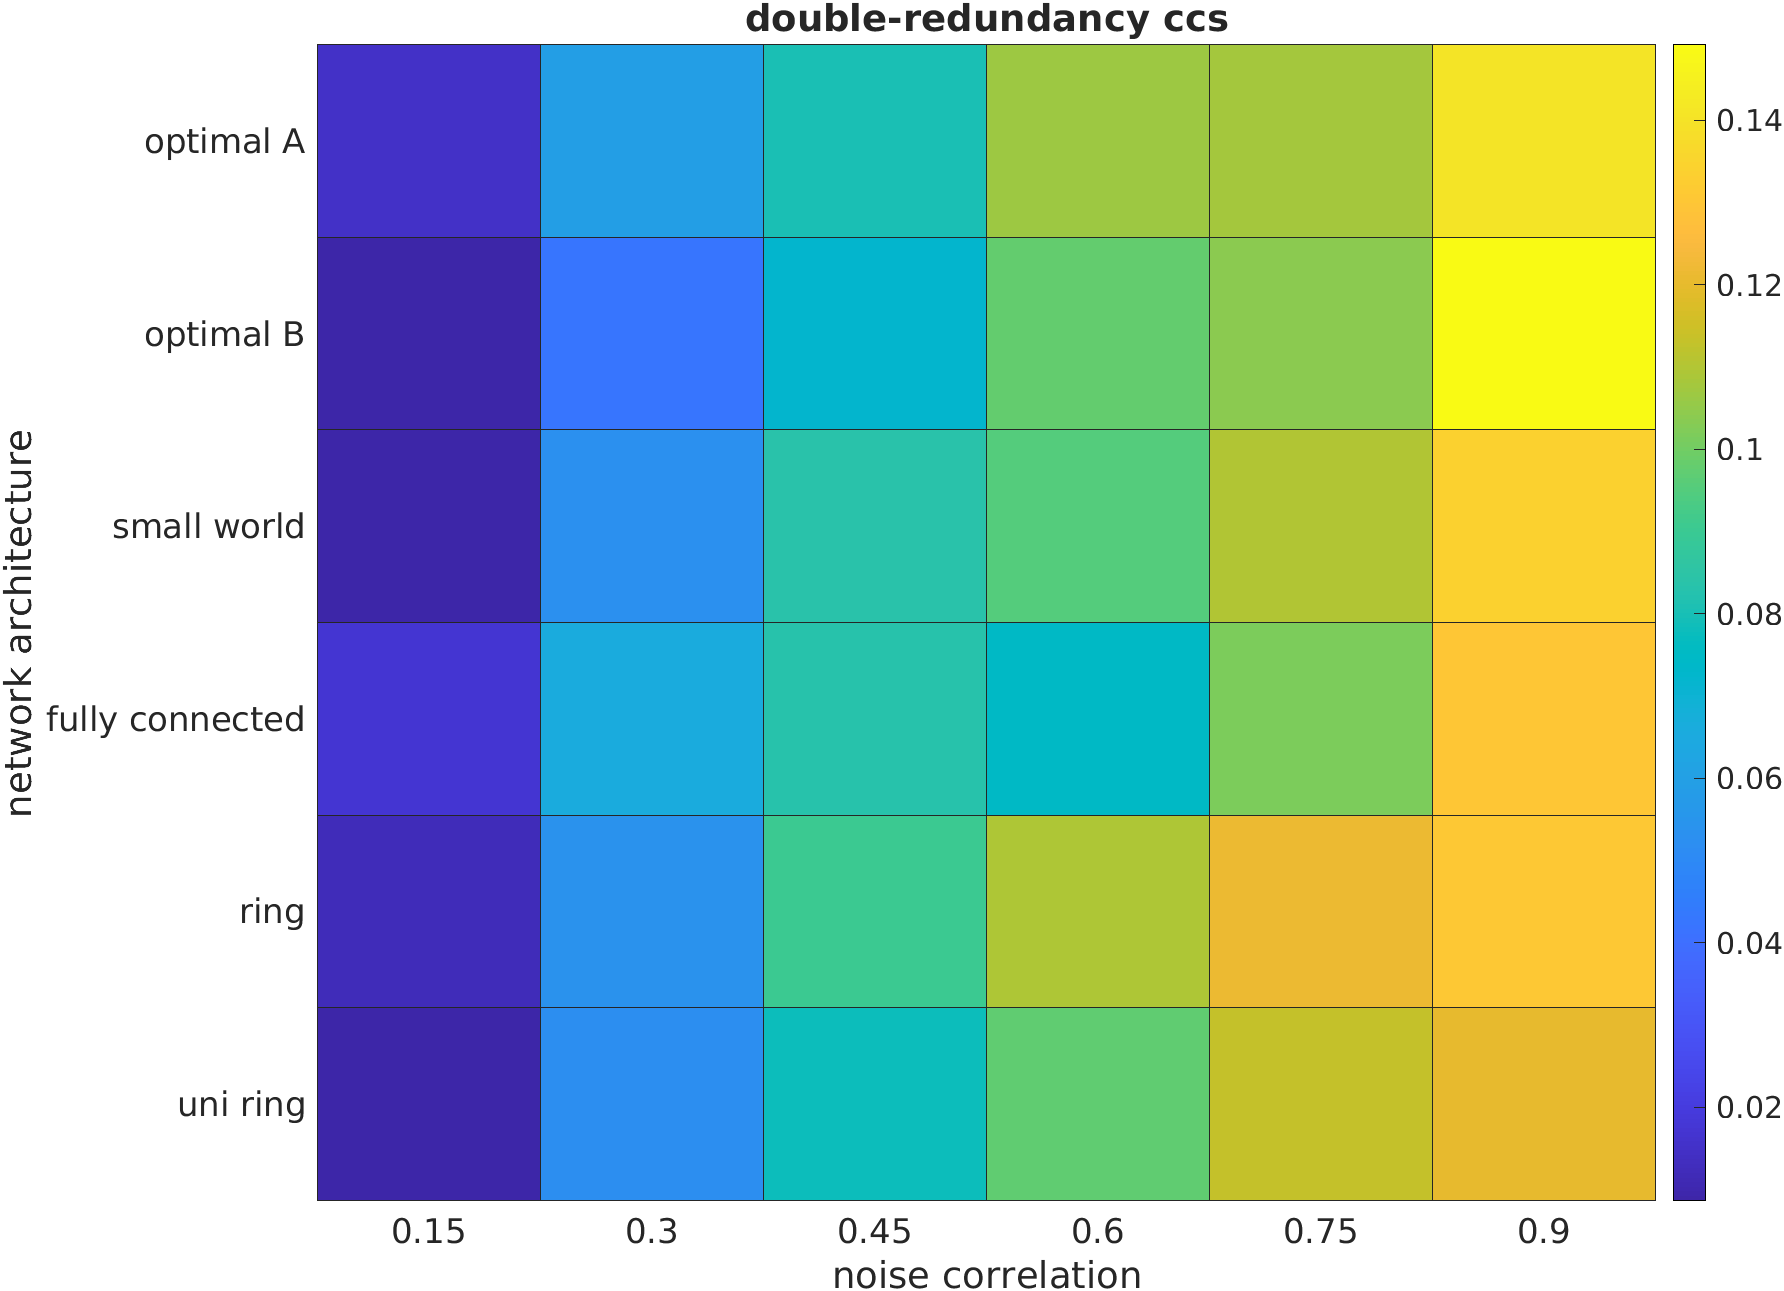 double-redundancy ccs
network architecture
optimal A
optimal B
small world
fully connected
ring
uni ring
0.15 0.3 0.45 0.6 0.75 0.9
noise correlation
0.14
0.12
0.1
0.08
0.06
0.04
0.02